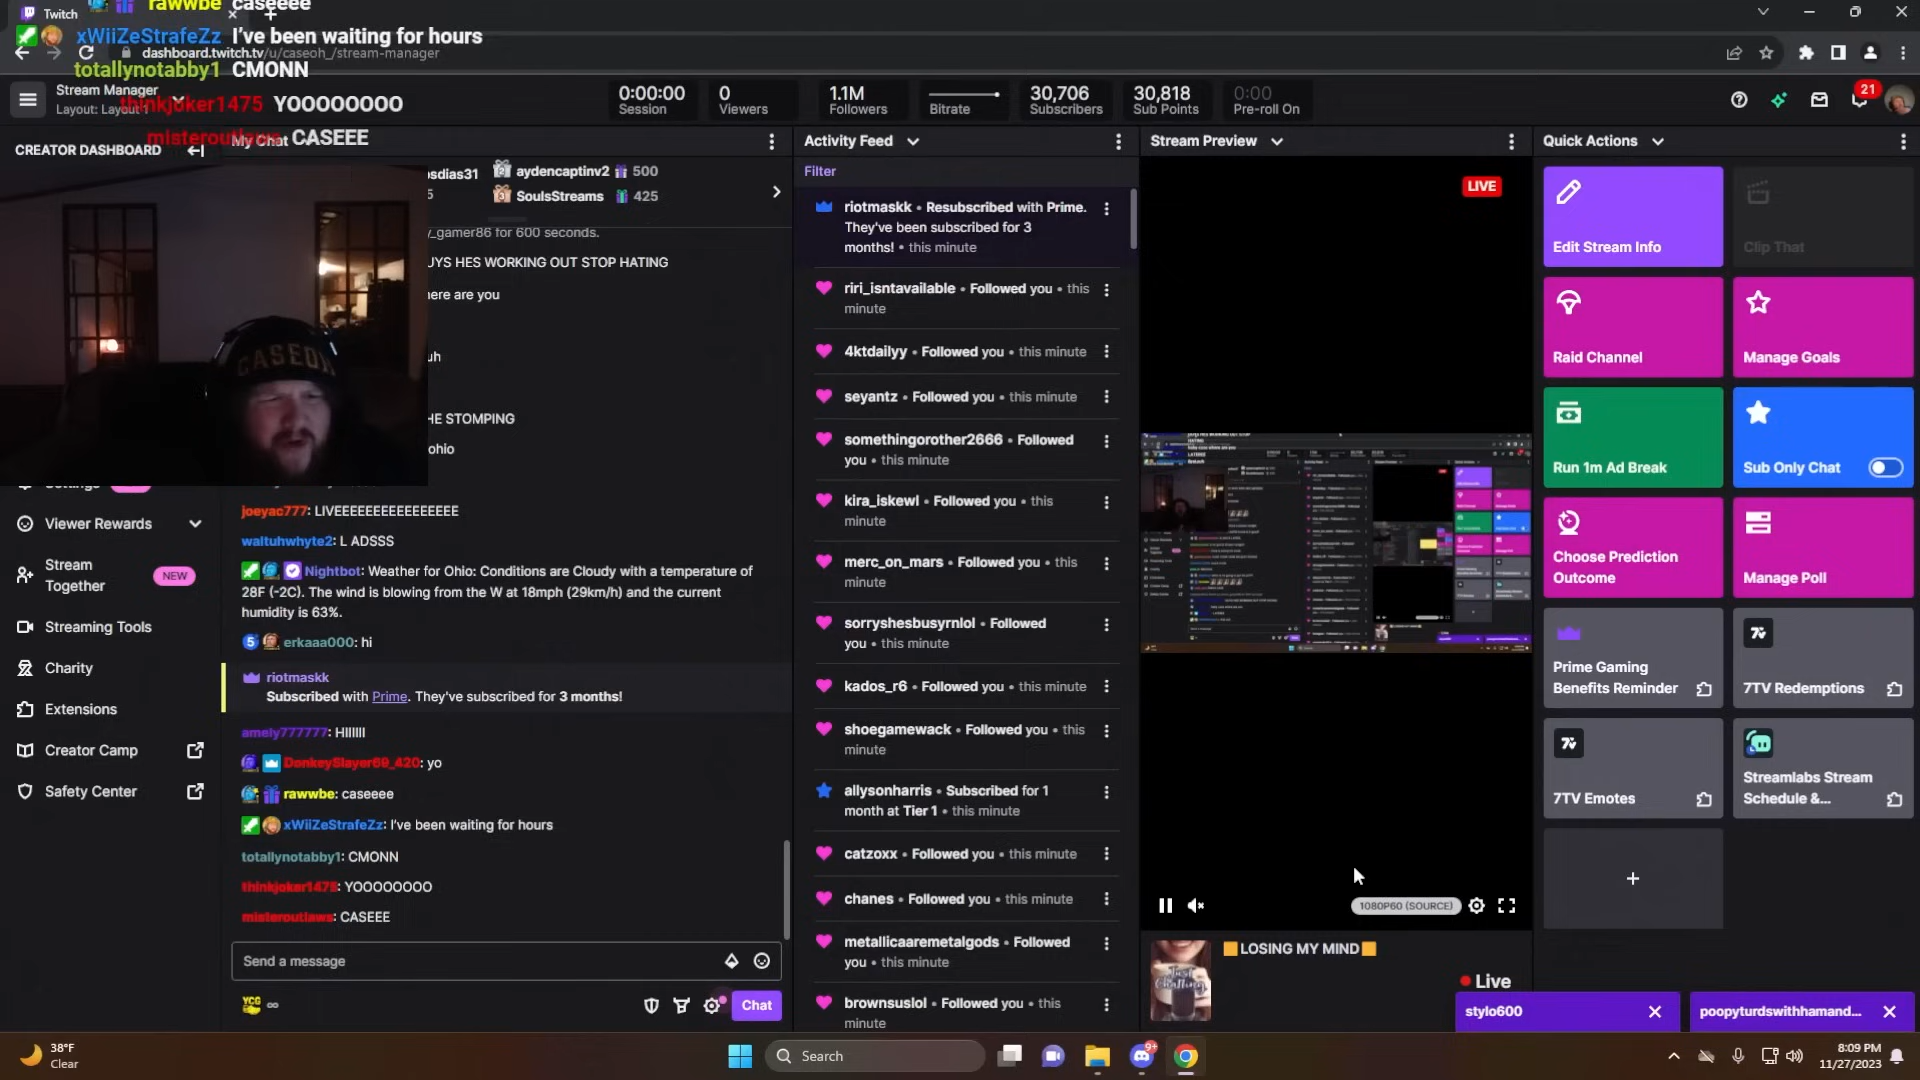 Twitch
rawwbe caseeee
xWiiZeStrafeZz I've been waiting for hours
dashboard.twitch.tv/u/caseoh_/stream-manager
totallynotabby1 CMONN
Stream Manager
Layout: Layout 1
thinkjoker1475 YOOOOOOOO
misteroutlaws CASEEE
0:00:00
Session
0
Viewers
1.1M
Followers
Bitrate
30,706
Subscribers
30,818
Sub Points
0:00
Pre-roll On
21
CREATOR DASHBOARD
My Chat
Activity Feed
Stream Preview
Quick Actions
CASEOH
Settings
Viewer Rewards
Stream
Together
NEW
Streaming Tools
Charity
Extensions
Creator Camp
Safety Center
osdias31
5
aydencaptinv2 500
SoulsStreams 425
y_gamer86 for 600 seconds.
UYS HES WORKING OUT STOP HATING
here are you
uh
HE STOMPING
ohio
joeyac777: LIVEEEEEEEEEEEEEEEE
waltuhwhyte2: L ADSSS
Nightbot: Weather for Ohio: Conditions are Cloudy with a temperature of
28F (-2C). The wind is blowing from the W at 18mph (29km/h) and the current
humidity is 63%.
5 erkaaa000: hi
riotmaskk
Subscribed with Prime. They've subscribed for 3 months!
amely777777: HIIIIII
DonkeySlayer69_420: yo
rawwbe: caseeee
xWiiZeStrafeZz: I've been waiting for hours
totallynotabby1: CMONN
thinkjoker1475: YOOOOOOOO
misteroutlaws: CASEEE
Send a message
YCG ∞
Chat
Filter
riotmaskk • Resubscribed with Prime.
They've been subscribed for 3
months! • this minute
riri_isntavailable • Followed you • this
minute
4ktdailyy • Followed you • this minute
seyantz • Followed you • this minute
somethingorother2666 • Followed
you • this minute
kira_iskewl • Followed you • this
minute
merc_on_mars • Followed you • this
minute
sorryshesbusyrnlol • Followed
you • this minute
kados_r6 • Followed you • this minute
shoegamewack • Followed you • this
minute
allysonharris • Subscribed for 1
month at Tier 1 • this minute
catzoxx • Followed you • this minute
chanes • Followed you • this minute
metallicaaremetalgods • Followed
you • this minute
brownsuslol • Followed you • this
minute
LIVE
1080P60 (SOURCE)
Just
Chatting
LOSING MY MIND
Live
Edit Stream Info
Clip That
Raid Channel
Manage Goals
Run 1m Ad Break
Sub Only Chat
Choose Prediction
Outcome
Manage Poll
Prime Gaming
Benefits Reminder
7TV Redemptions
7TV Emotes
Streamlabs Stream
Schedule &...
+
stylo600
poopyturdswithhamand...
38°F
Clear
Search
9+
8:09 PM
11/27/2023